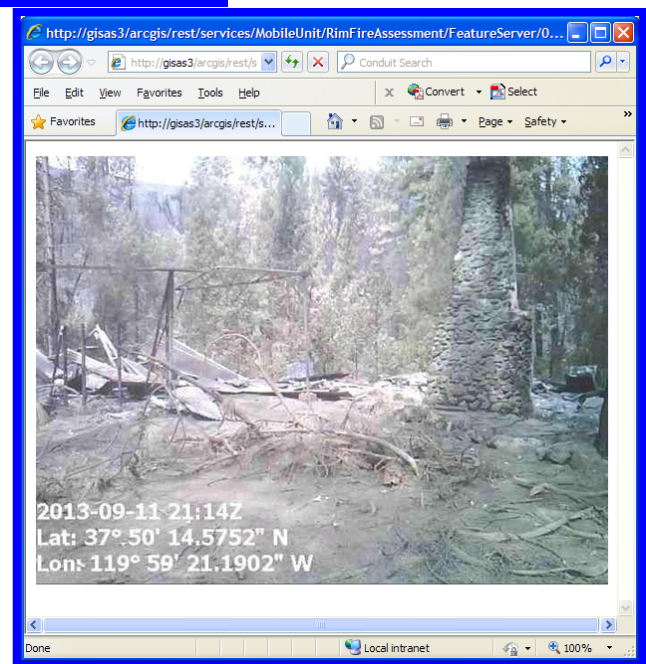 http://gisas3/arcgis/rest/services/MobileUnit/RimFireAssessment/FeatureServer/0...
http://gisas3/arcgis/rest/s
Conduit Search
File Edit View Favorites Tools Help
x Convert Select
Favorites
http://gisas3/arcgis/rest/s...
Page Safety »
2013-09-11 21:14Z
Lat: 37° 50' 14.5752" N
Lon: 119° 59' 21.1902" W
Done
Local intranet
100%